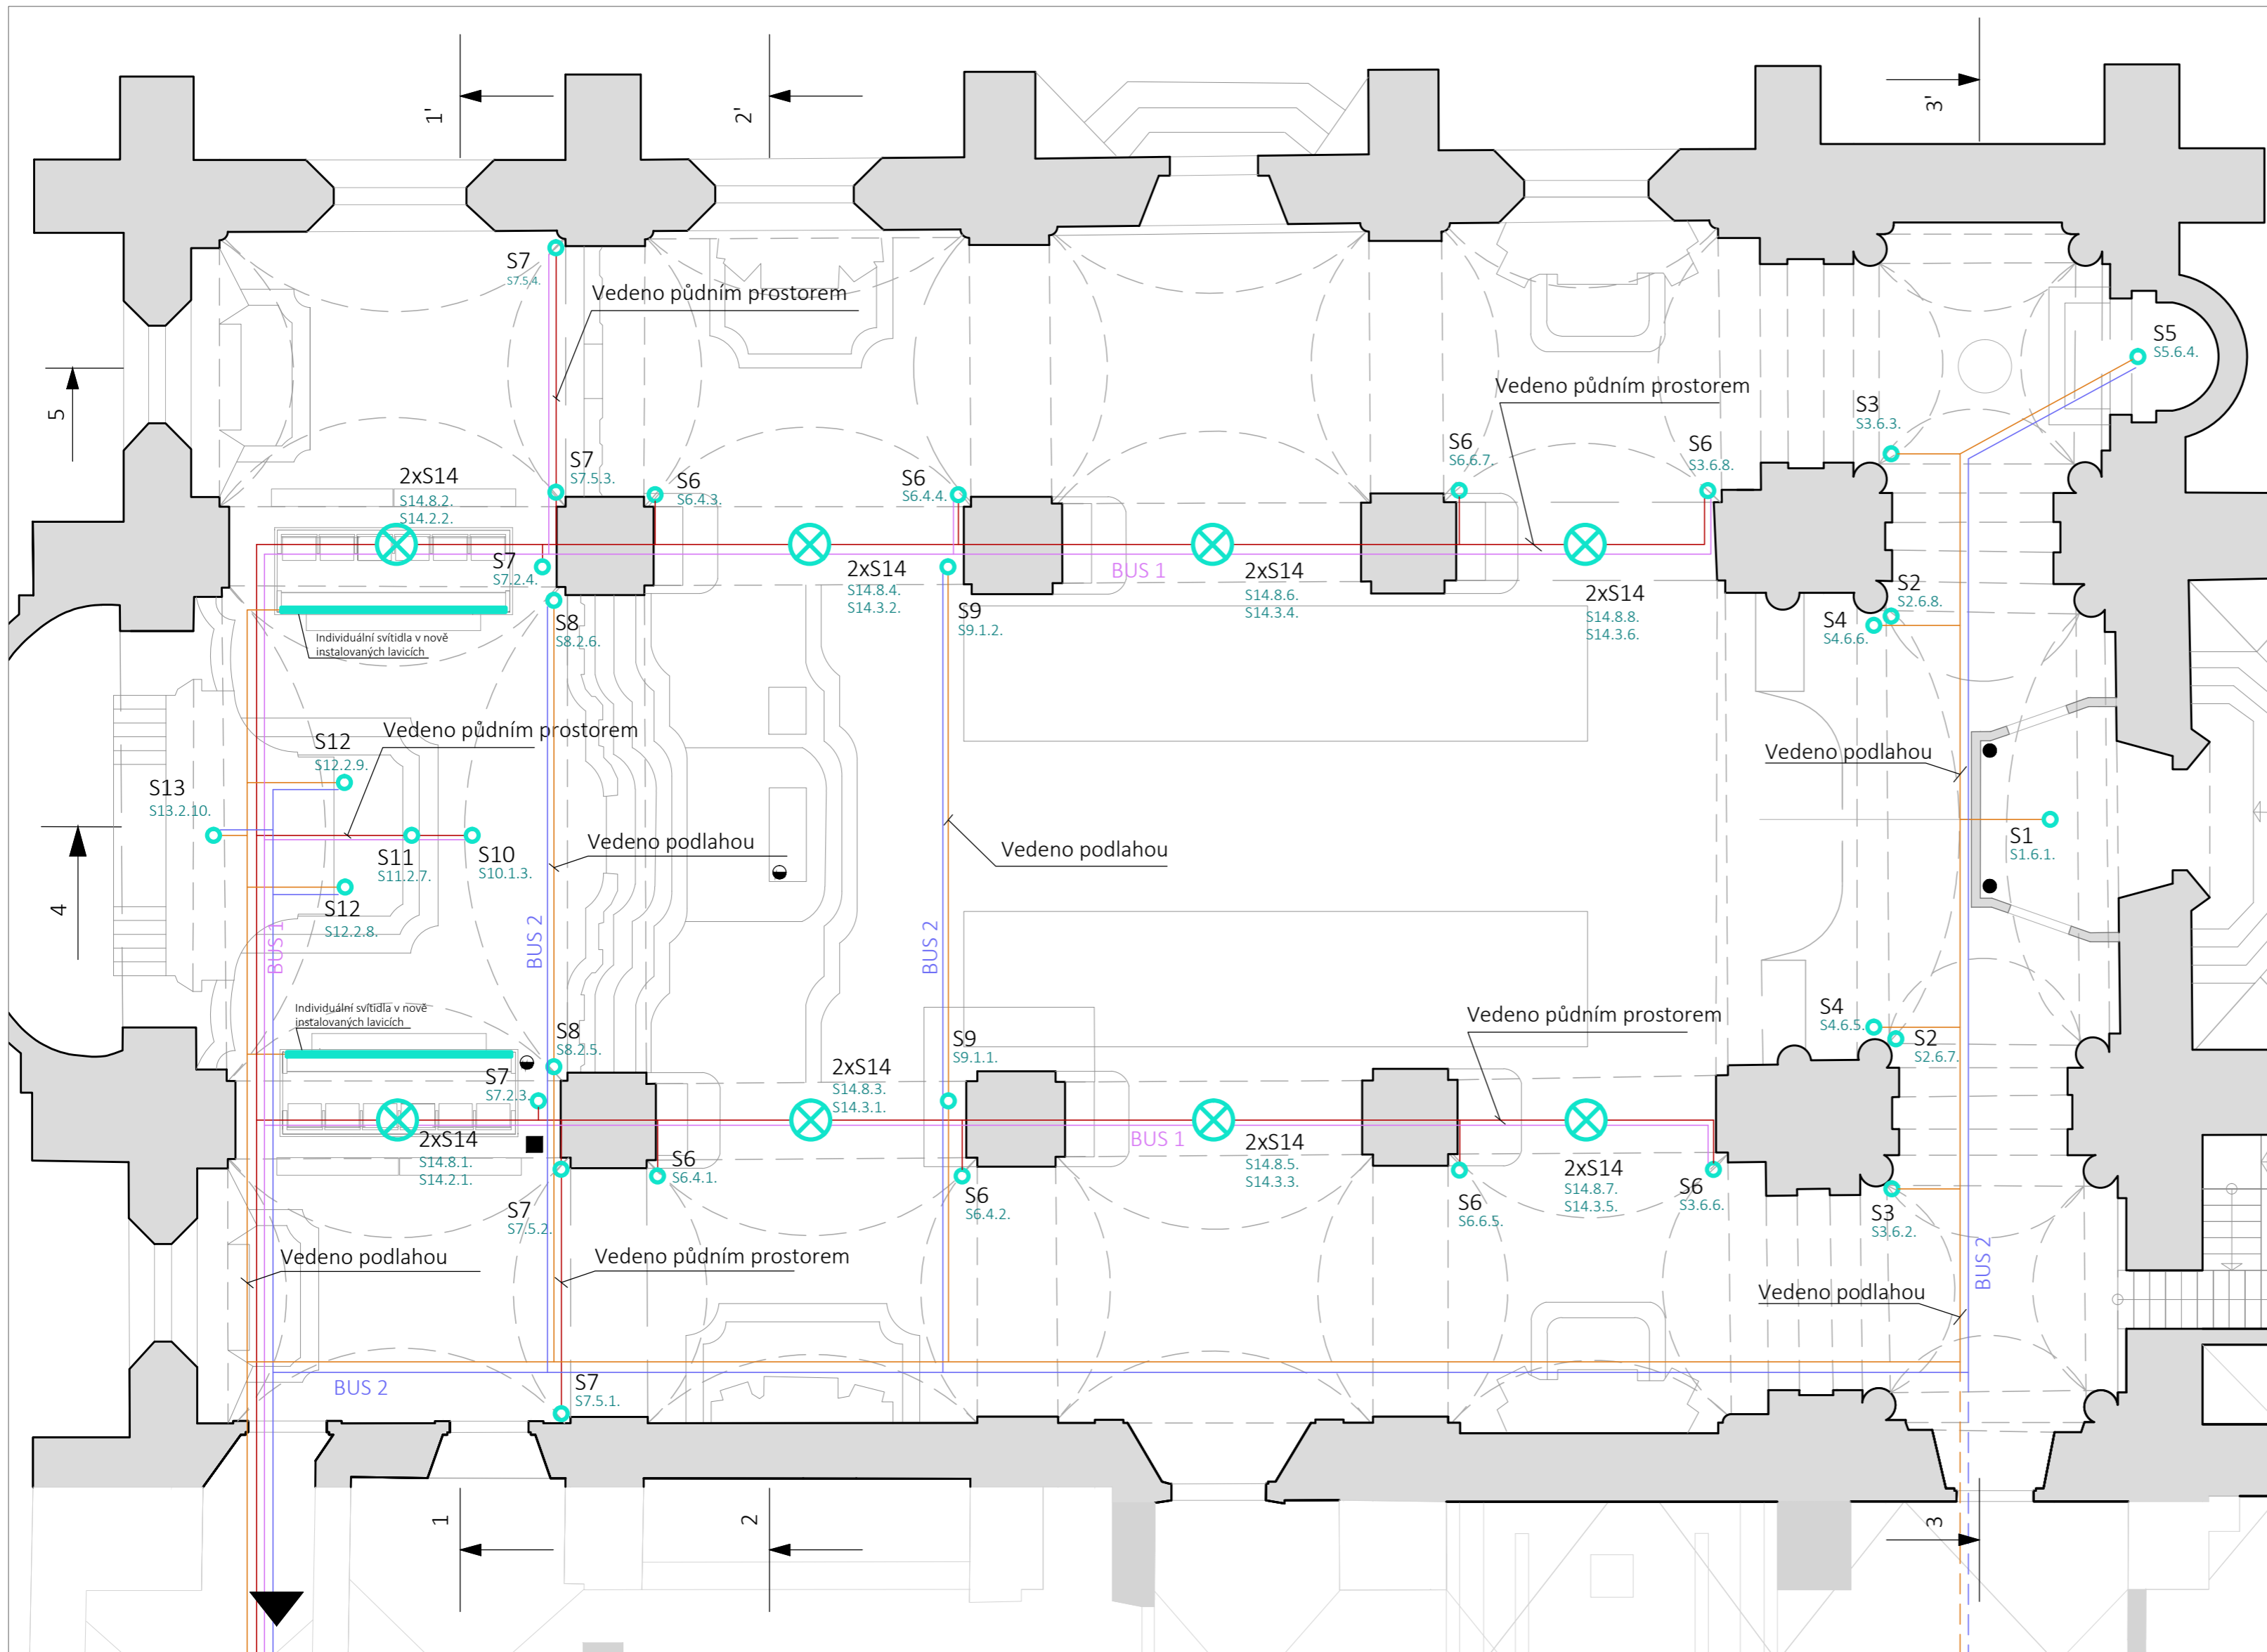 1'
2'
3'
S7
S7.5.4.
Vedeno půdním prostorem
S5
S5.6.4.
5
Vedeno půdním prostorem
S3
S3.6.3.
2xS14
S14.8.2.
S14.2.2.
S7
S7.5.3.
S6
S6.4.3.
S6
S6.4.4.
S6
S6.6.7.
S6
S3.6.8.
S7
S7.2.4.
2xS14
S14.8.4.
S14.3.2.
BUS 1
2xS14
S14.8.6.
S14.3.4.
2xS14
S14.8.8.
S14.3.6.
S2
S2.6.8.
S8
S8.2.6.
S9
S9.1.2.
S4
S4.6.6.
Individuální svítidla v nově
instalovaných lavicích
Vedeno půdním prostorem
S12
S12.2.9.
Vedeno podlahou
S13
S13.2.10.
Vedeno podlahou
Vedeno podlahou
S11
S11.2.7.
S10
S10.1.3.
S1
S1.6.1.
4
S12
S12.2.8.
BUS 1
BUS 2
BUS 2
Individuální svítidla v nově
instalovaných lavicích
S8
S8.2.5.
S9
S9.1.1.
Vedeno půdním prostorem
S4
S4.6.5.
S2
S2.6.7.
S7
S7.2.3.
2xS14
S14.8.3.
S14.3.1.
2xS14
S14.8.1.
S14.2.1.
S6
S6.4.1.
BUS 1
2xS14
S14.8.5.
S14.3.3.
2xS14
S14.8.7.
S14.3.5.
S6
S3.6.6.
S7
S7.5.2.
S6
S6.4.2.
S6
S6.6.5.
S3
S3.6.2.
Vedeno podlahou
Vedeno půdním prostorem
BUS 2
Vedeno podlahou
BUS 2
S7
S7.5.1.
1
2
3